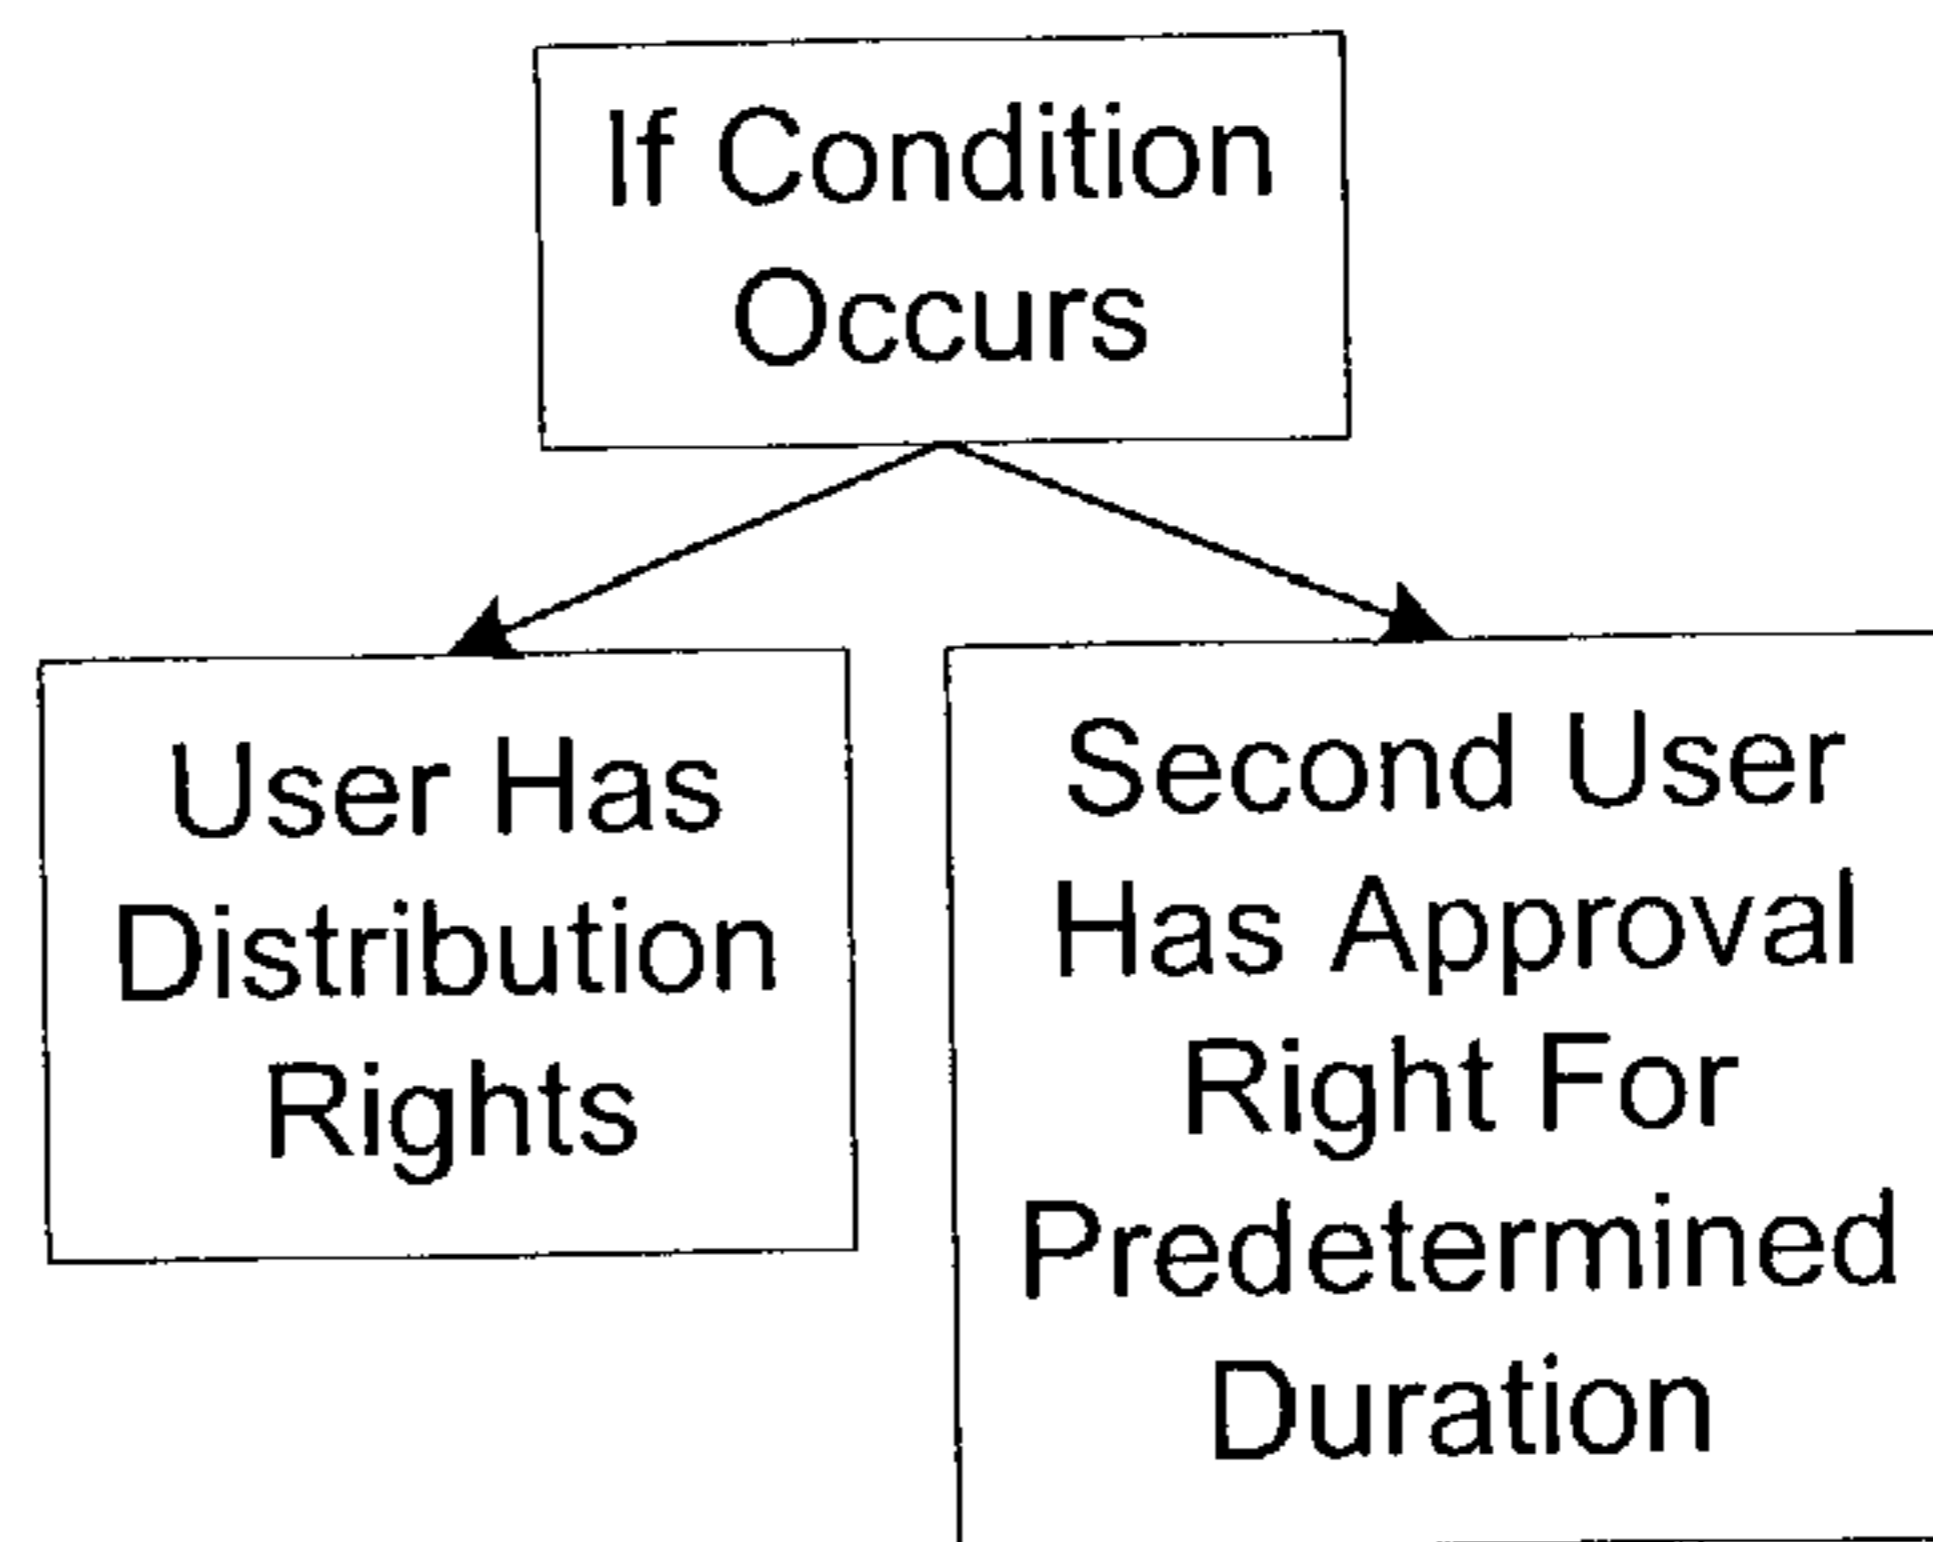 If Condition
Occurs
User Has
Distribution
Rights
Second User
Has Approval
Right For
Predetermined
Duration